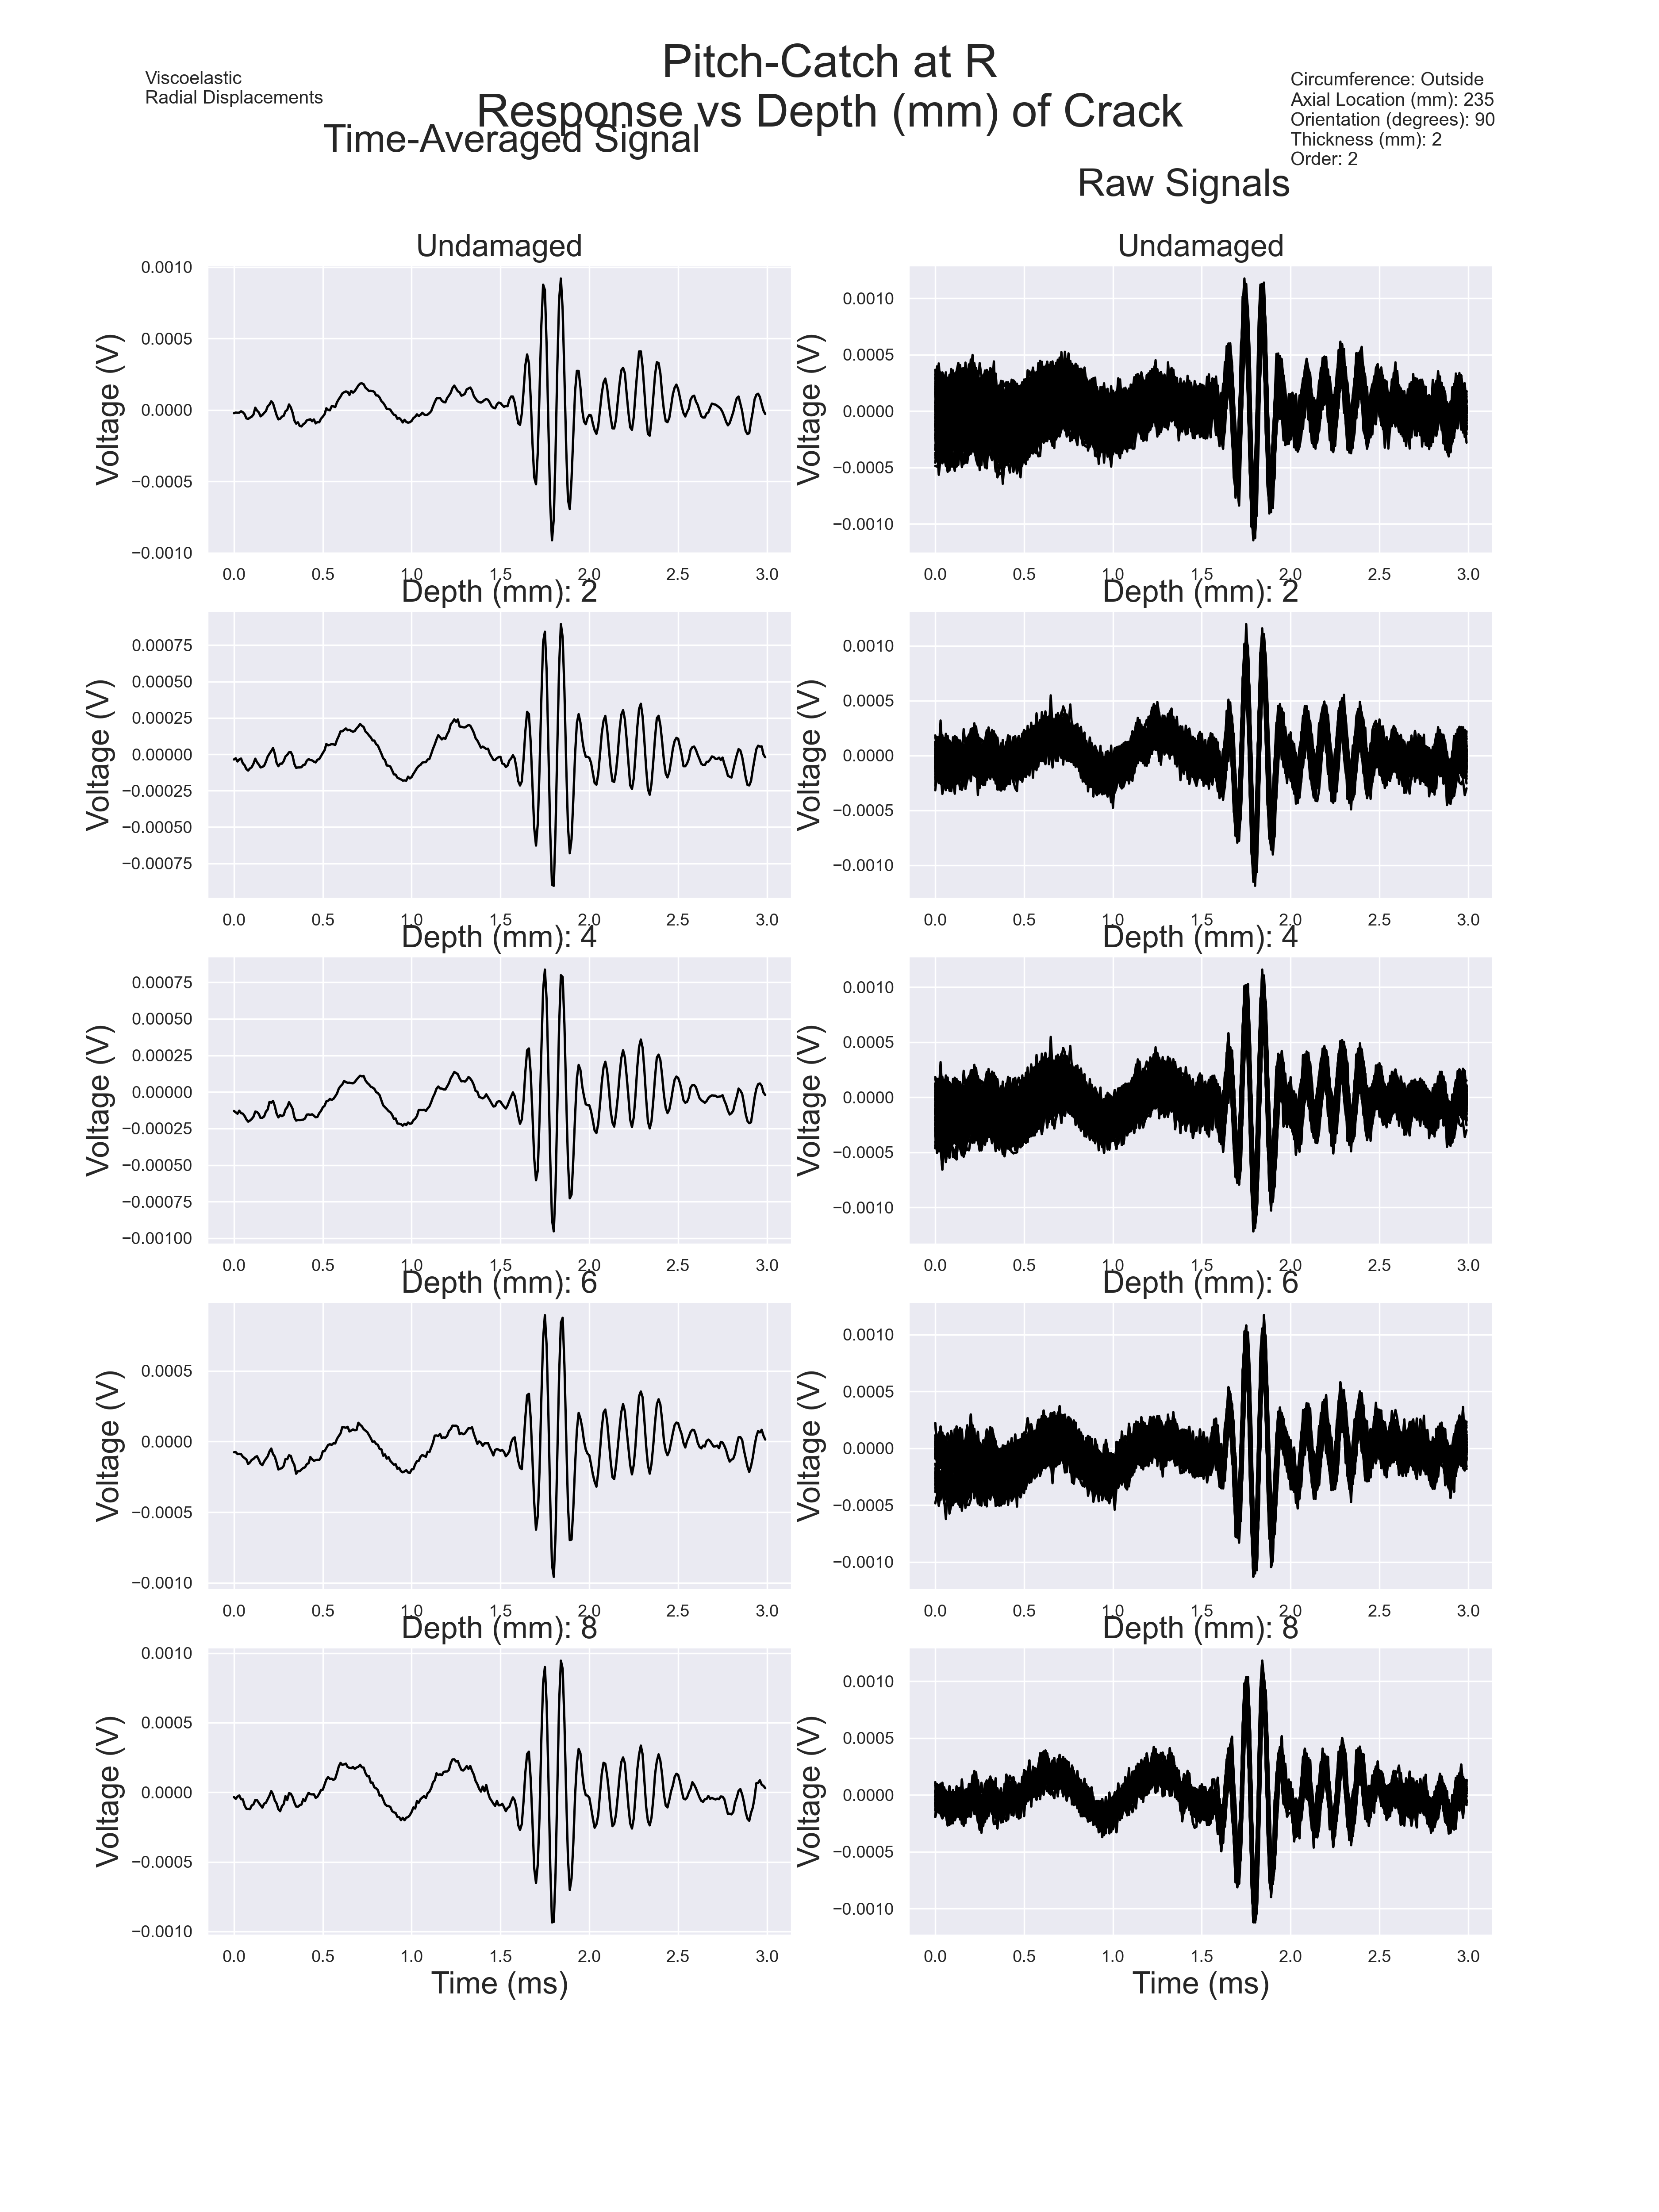 Pitch-Catch at R
Response vs Depth (mm) of Crack
Viscoelastic
Radial Displacements
Circumference: Outside
Axial Location (mm): 235
Orientation (degrees): 90
Thickness (mm): 2
Order: 2
Time-Averaged Signal
Raw Signals
Undamaged
Voltage (V)
0.0010
0.0005
0.0000
−0.0005
−0.0010
0.0 0.5 1.0 1.5 2.0 2.5 3.0
Undamaged
Voltage (V)
0.0010
0.0005
0.0000
−0.0005
−0.0010
0.0 0.5 1.0 1.5 2.0 2.5 3.0
Depth (mm): 2
Voltage (V)
0.00075
0.00050
0.00025
0.00000
−0.00025
−0.00050
−0.00075
0.0 0.5 1.0 1.5 2.0 2.5 3.0
Depth (mm): 2
Voltage (V)
0.0010
0.0005
0.0000
−0.0005
−0.0010
0.0 0.5 1.0 1.5 2.0 2.5 3.0
Depth (mm): 4
Voltage (V)
0.00075
0.00050
0.00025
0.00000
−0.00025
−0.00050
−0.00075
−0.00100
0.0 0.5 1.0 1.5 2.0 2.5 3.0
Depth (mm): 4
Voltage (V)
0.0010
0.0005
0.0000
−0.0005
−0.0010
0.0 0.5 1.0 1.5 2.0 2.5 3.0
Depth (mm): 6
Voltage (V)
0.0005
0.0000
−0.0005
−0.0010
0.0 0.5 1.0 1.5 2.0 2.5 3.0
Depth (mm): 6
Voltage (V)
0.0010
0.0005
0.0000
−0.0005
−0.0010
0.0 0.5 1.0 1.5 2.0 2.5 3.0
Depth (mm): 8
Voltage (V)
0.0010
0.0005
0.0000
−0.0005
−0.0010
0.0 0.5 1.0 1.5 2.0 2.5 3.0
Time (ms)
Depth (mm): 8
Voltage (V)
0.0010
0.0005
0.0000
−0.0005
−0.0010
0.0 0.5 1.0 1.5 2.0 2.5 3.0
Time (ms)